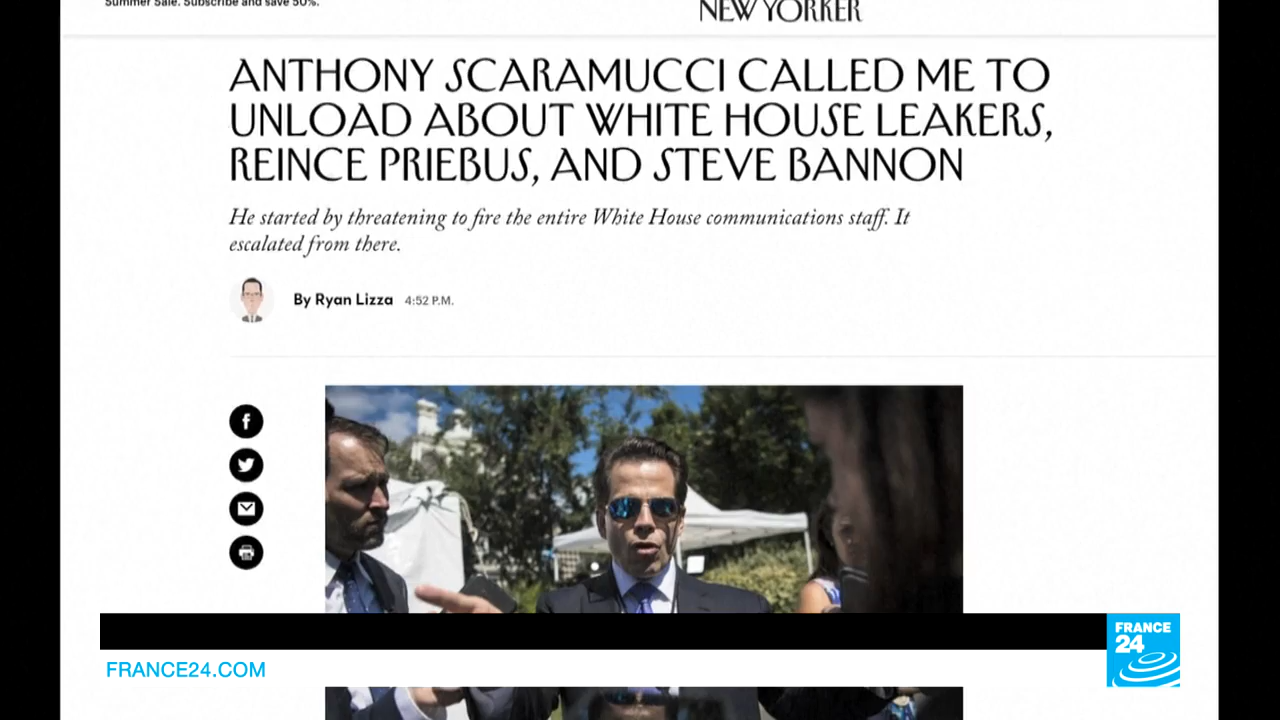 Summer Sale. Subscribe and save 50%.
NEW YORKER
ANTHONY SCARAMUCCI CALLED ME TO
UNLOAD ABOUT WHITE HOUSE LEAKERS,
REINCE PRIEBUS, AND STEVE BANNON
He started by threatening to fire the entire White House communications staff. It
escalated from there.
By Ryan Lizza 4:52 P.M.
FRANCE
24
FRANCE24.COM